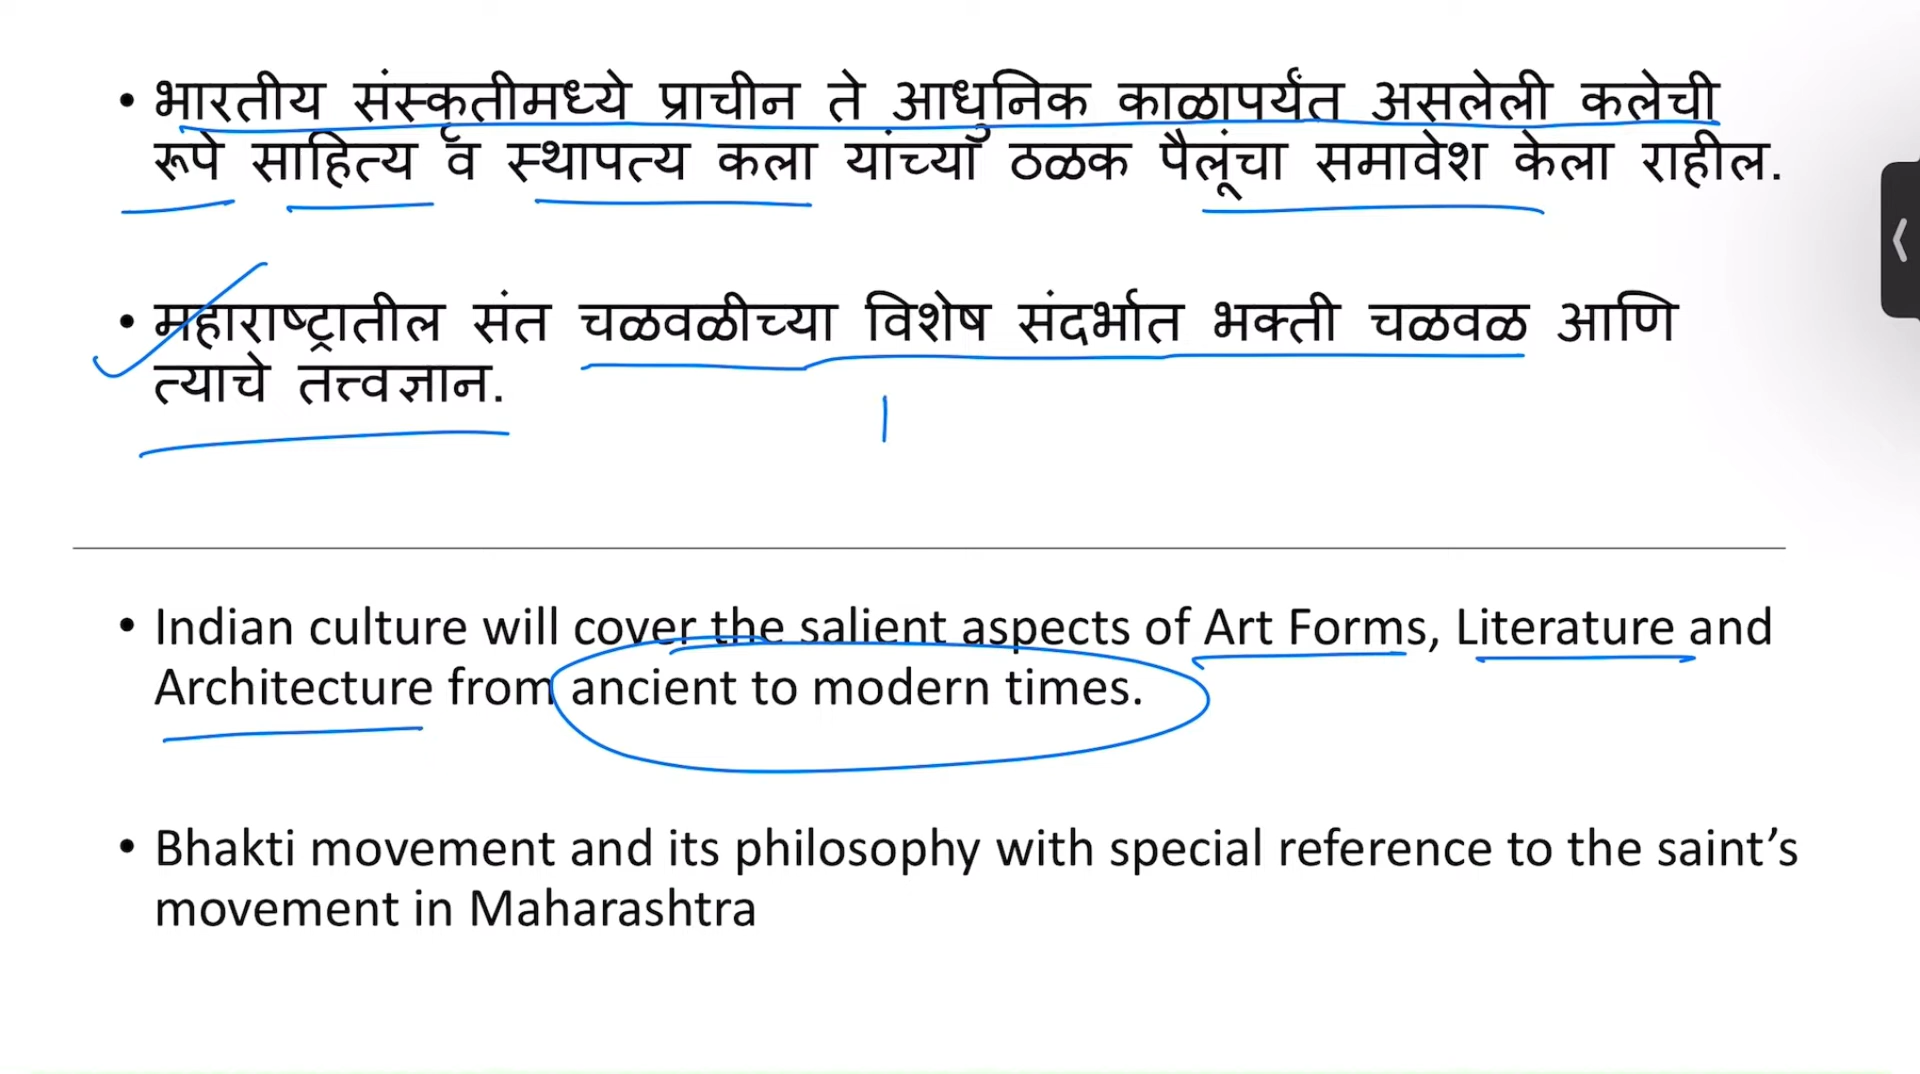 • भारतीय संस्कृतीमध्ये प्राचीन ते आधुनिक काळापर्यंत असलेली कलेची
रूपे साहित्य व स्थापत्य कला यांच्या ठळक पैलूंचा समावेश केला राहील.
• महाराष्ट्रातील संत चळवळीच्या विशेष संदर्भात भक्ती चळवळ आणि
त्याचे तत्त्वज्ञान.
• Indian culture will cover the salient aspects of Art Forms, Literature and
Architecture from ancient to modern times.
• Bhakti movement and its philosophy with special reference to the saint’s
movement in Maharashtra